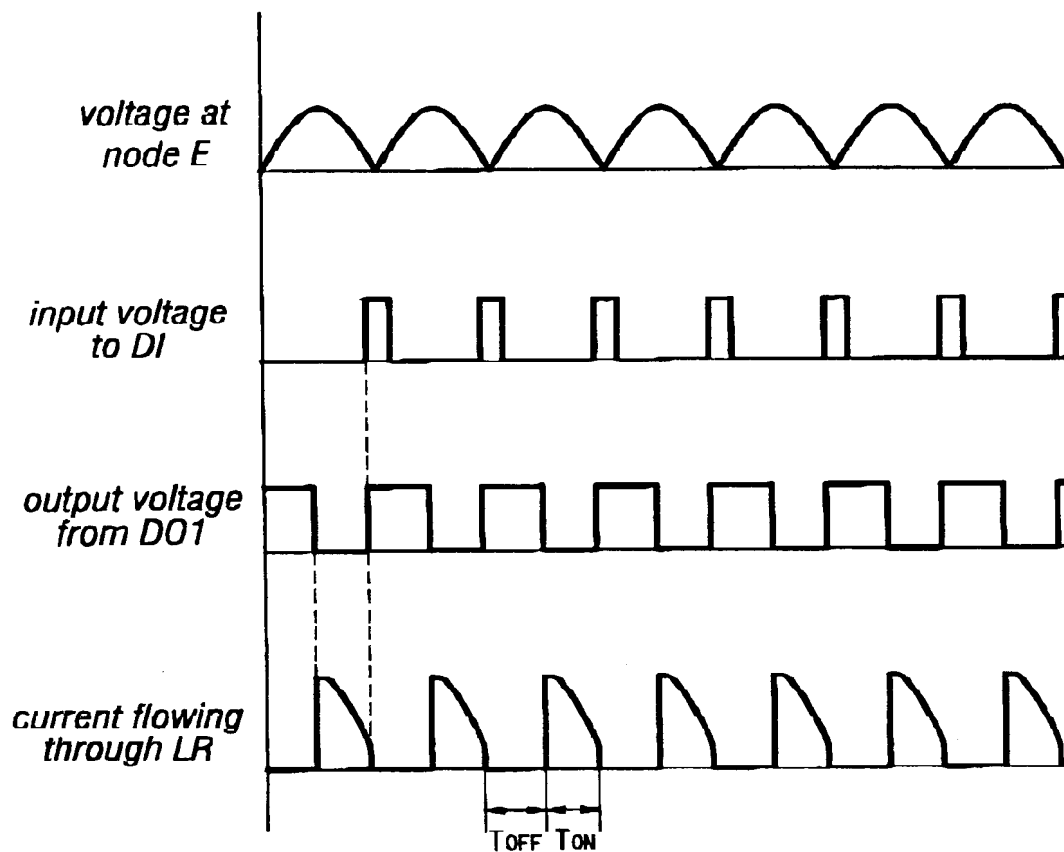 voltage at
node E
input voltage
to DI
output voltage
from DO1
current flowing
through LR
TOFF TON